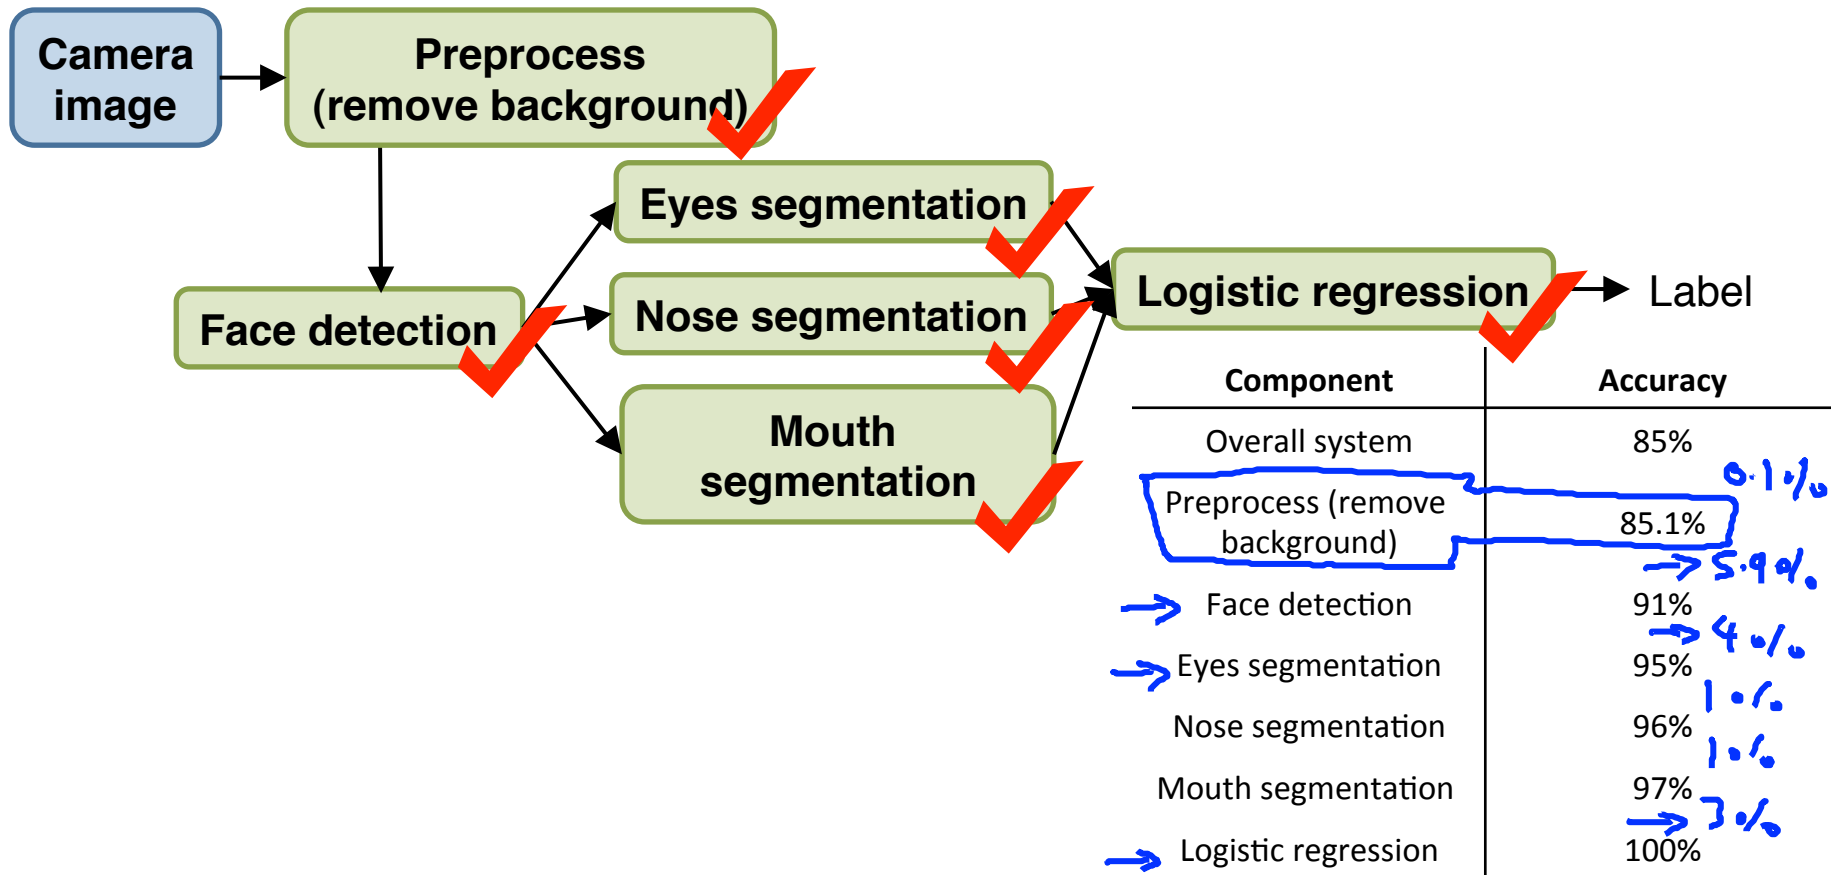 Camera
image
Preprocess
(remove background)
Eyes segmentation
Face detection
Nose segmentation
Mouth
segmentation
Logistic regression
Label
Component Accuracy
Overall system 85%
0.1%
Preprocess (remove
background) 85.1%
5.9%
Face detection 91%
4%
Eyes segmentation 95%
1%
Nose segmentation 96%
1%
Mouth segmentation 97%
3%
Logistic regression 100%